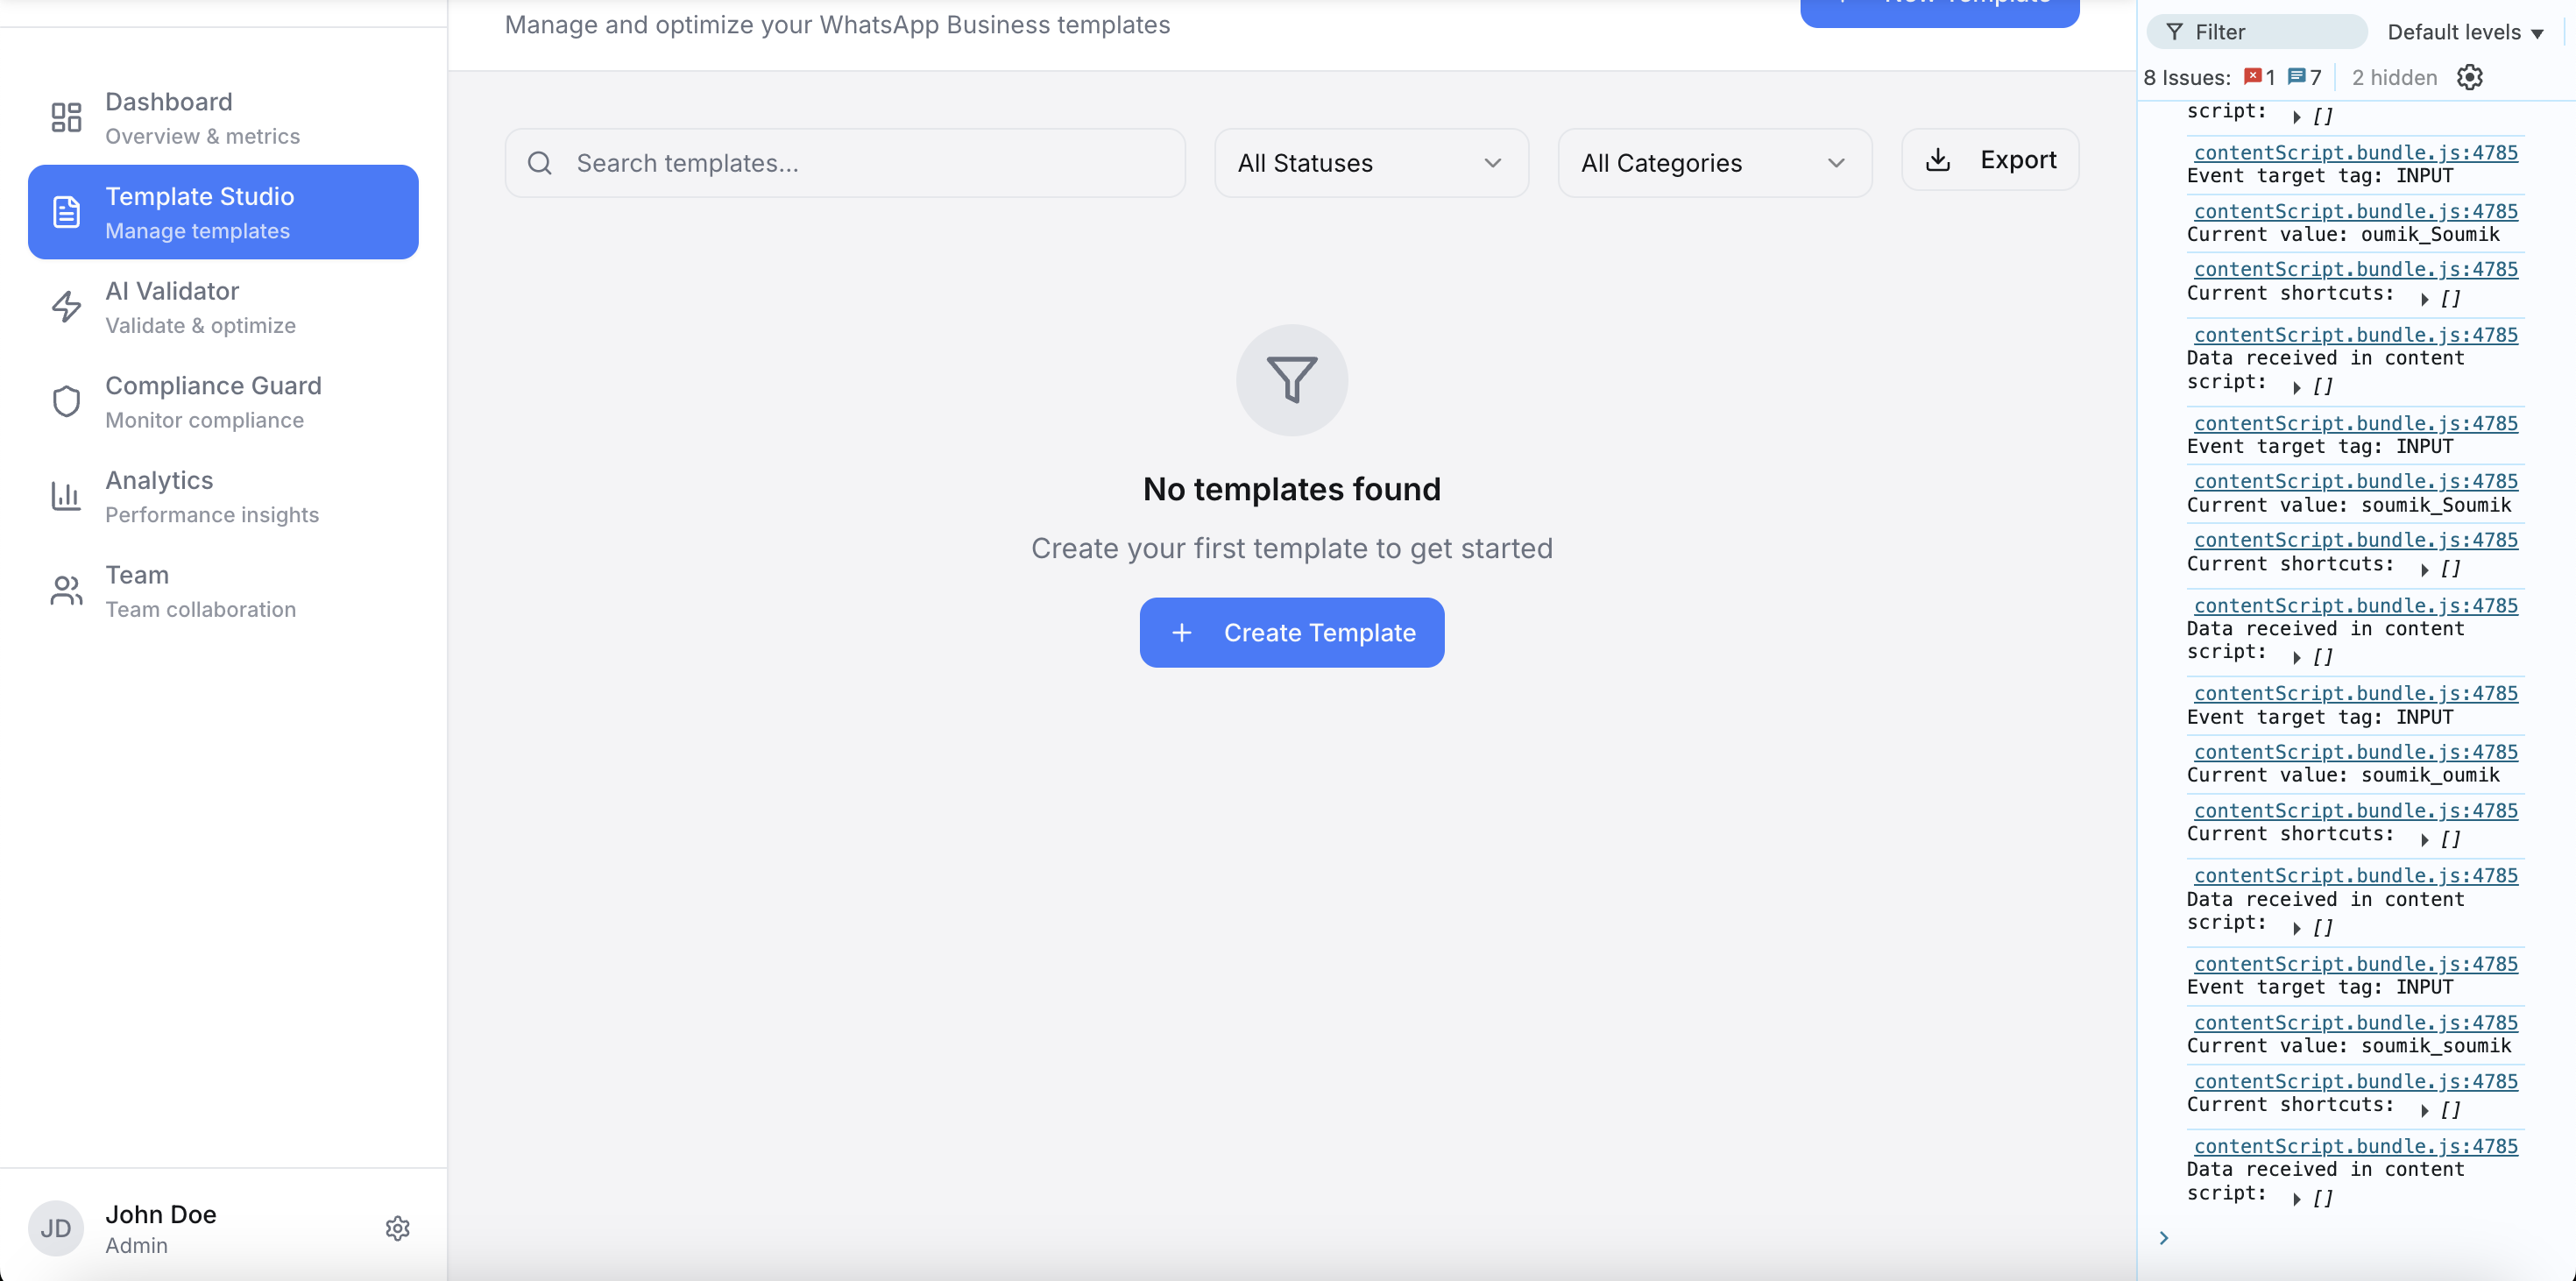 Manage and optimize your WhatsApp Business templates
New Template
Dashboard
Overview & metrics
Template Studio
Manage templates
AI Validator
Validate & optimize
Compliance Guard
Monitor compliance
Analytics
Performance insights
Team
Team collaboration
John Doe
JD
Admin
Search templates...
All Statuses
All Categories
Export
No templates found
Create your first template to get started
Create Template
Filter
Default levels
8 Issues: 1 7 2 hidden
script: []
contentScript.bundle.js:4785
Event target tag: INPUT
contentScript.bundle.js:4785
Current value: oumik_Soumik
contentScript.bundle.js:4785
Current shortcuts: []
contentScript.bundle.js:4785
Data received in content
script: []
contentScript.bundle.js:4785
Event target tag: INPUT
contentScript.bundle.js:4785
Current value: soumik_Soumik
contentScript.bundle.js:4785
Current shortcuts: []
contentScript.bundle.js:4785
Data received in content
script: []
contentScript.bundle.js:4785
Event target tag: INPUT
contentScript.bundle.js:4785
Current value: soumik_oumik
contentScript.bundle.js:4785
Current shortcuts: []
contentScript.bundle.js:4785
Data received in content
script: []
contentScript.bundle.js:4785
Event target tag: INPUT
contentScript.bundle.js:4785
Current value: soumik_soumik
contentScript.bundle.js:4785
Current shortcuts: []
contentScript.bundle.js:4785
Data received in content
script: []